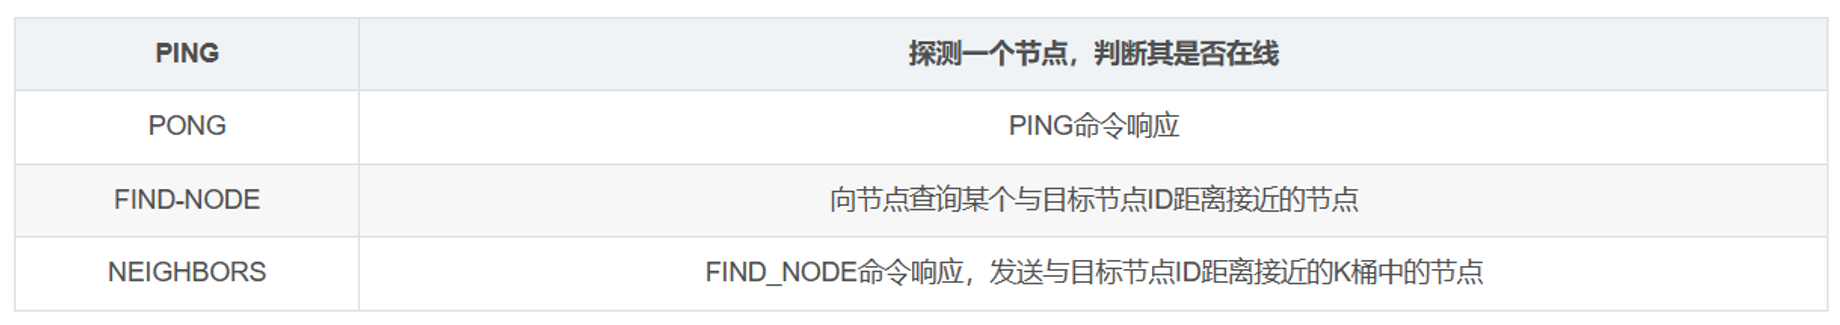 PING 探测一个节点，判断其是否在线
PONG PING命令响应
FIND-NODE 向节点查询某个与目标节点ID距离接近的节点
NEIGHBORS FIND_NODE命令响应，发送与目标节点ID距离接近的K桶中的节点